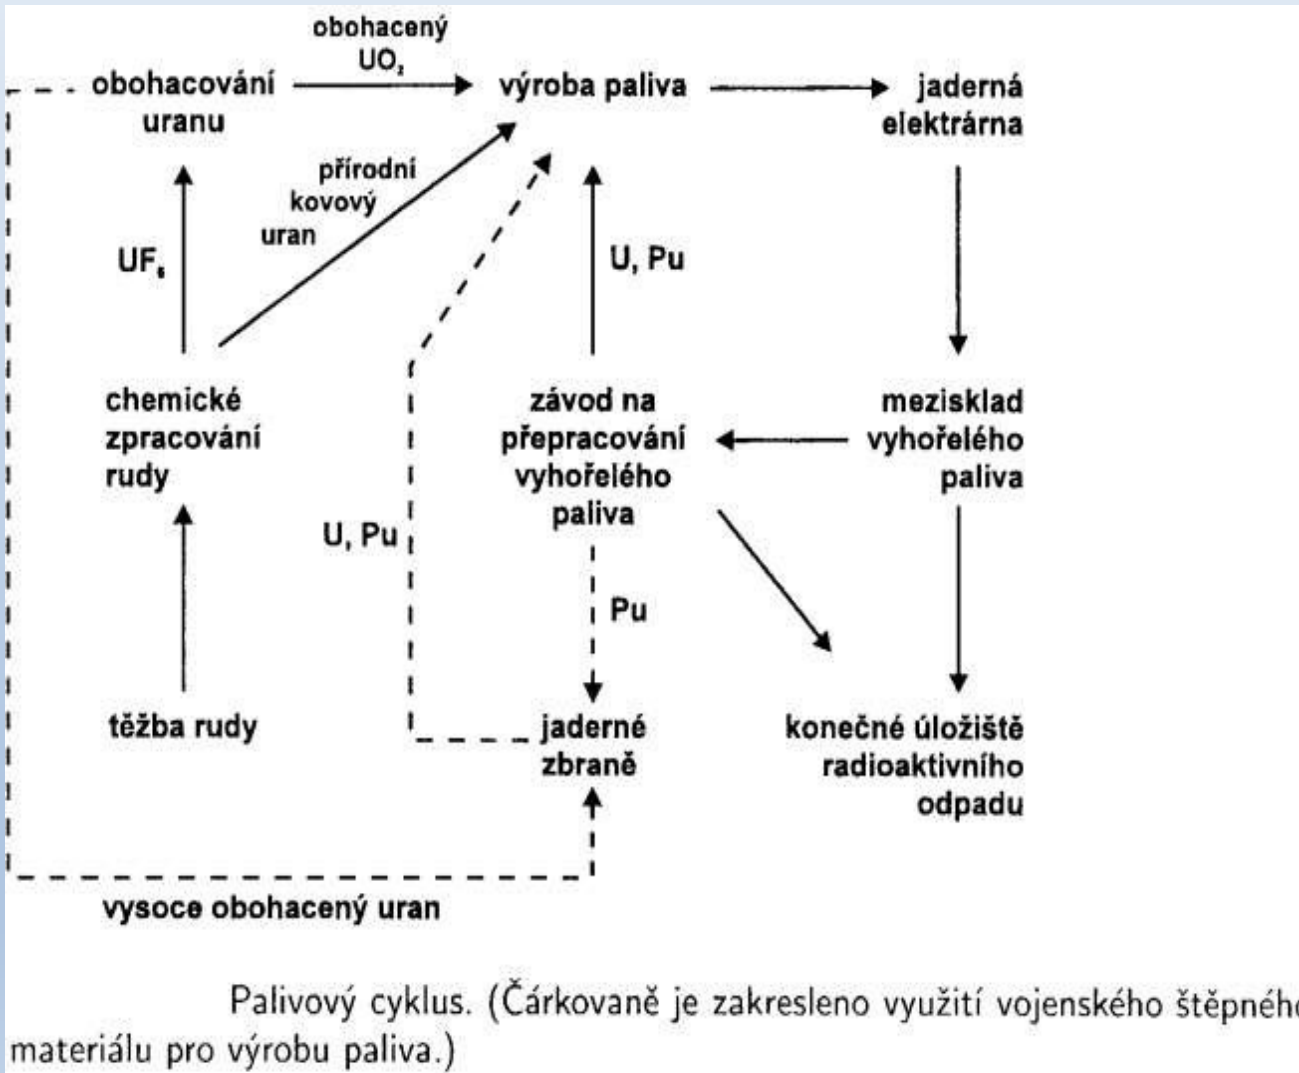 obohacený
UO₂
obohacování
uranu
výroba paliva
jaderná
elektrárna
přírodní
kovový
uran
UF₆
U, Pu
chemické
zpracování
rudy
závod na
přepracování
vyhořelého
paliva
mezisklad
vyhořelého
paliva
U, Pu
Pu
těžba rudy
jaderné
zbraně
konečné úložiště
radioaktivního
odpadu
vysoce obohacený uran
Palivový cyklus. (Čárkovaně je zakresleno využití vojenského štěpného
materiálu pro výrobu paliva.)